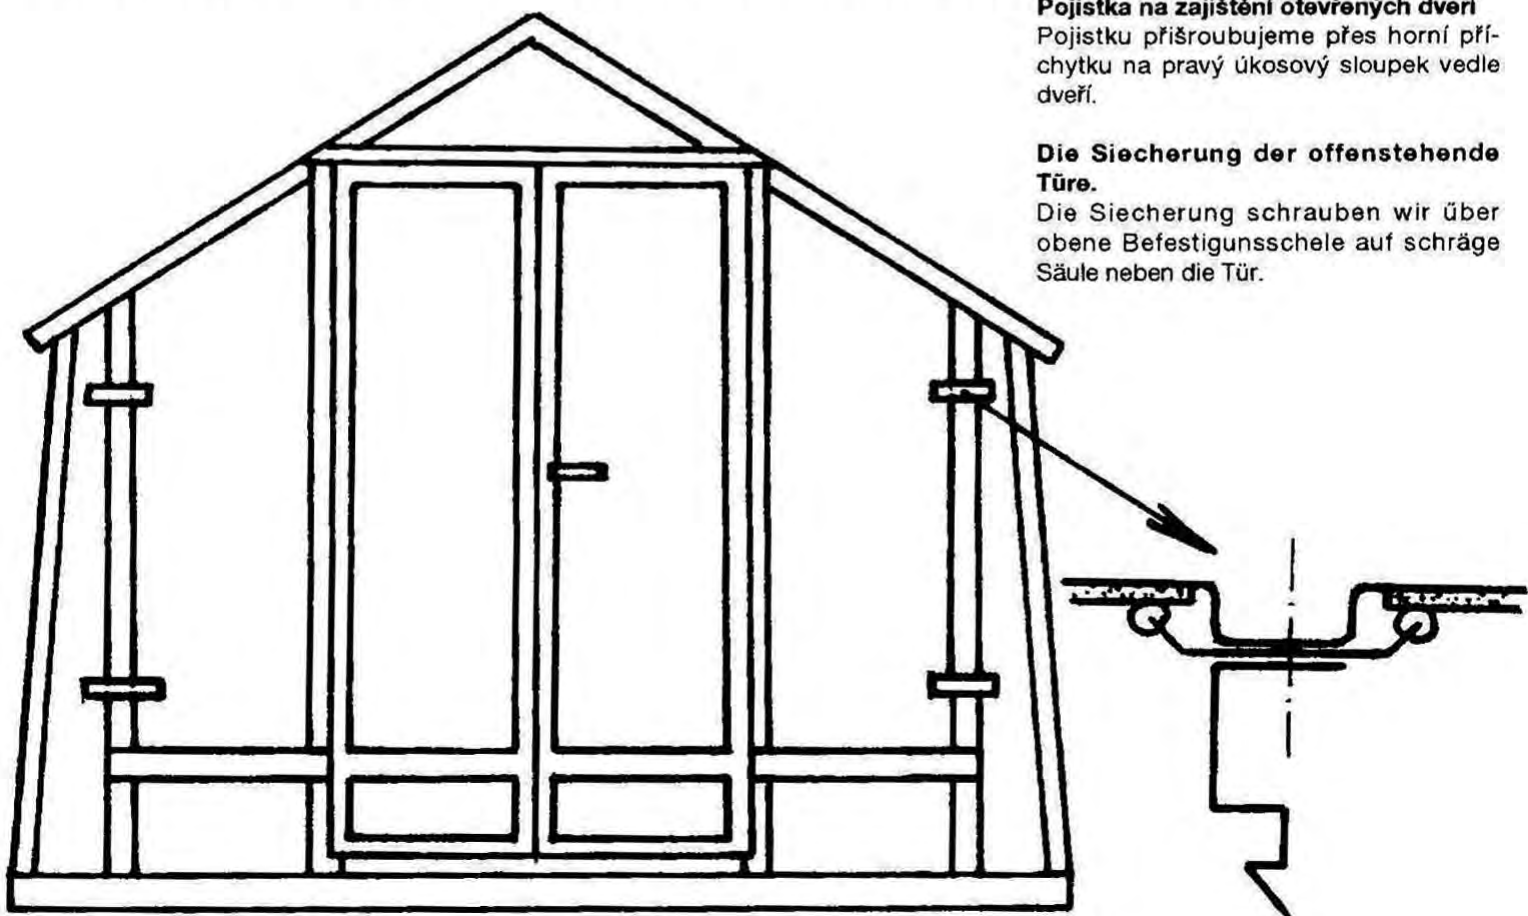 Pojistka na zajištění otevřených dveří
Pojistku přišroubujeme přes horní pří-
chytku na pravý úkosový sloupek vedle
dveří.
Die Siecherung der offenstehende
Türe.
Die Siecherung schrauben wir über
obene Befestigunsschele auf schräge
Säule neben die Tür.